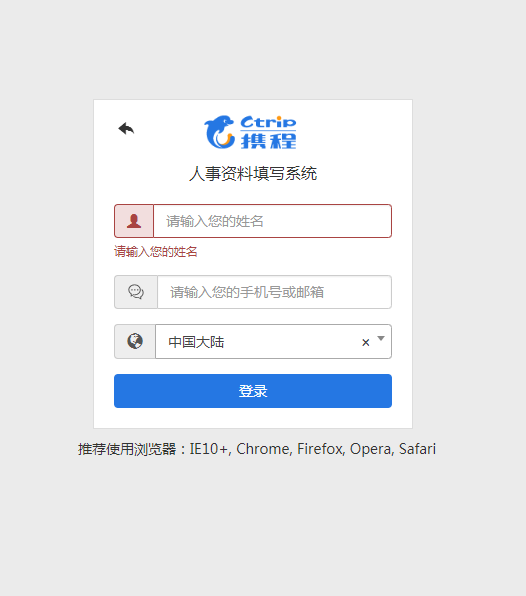 Ctrip
携程
人事资料填写系统
请输入您的姓名
请输入您的姓名
请输入您的手机号或邮箱
中国大陆 ×
登录
推荐使用浏览器：IE10+, Chrome, Firefox, Opera, Safari